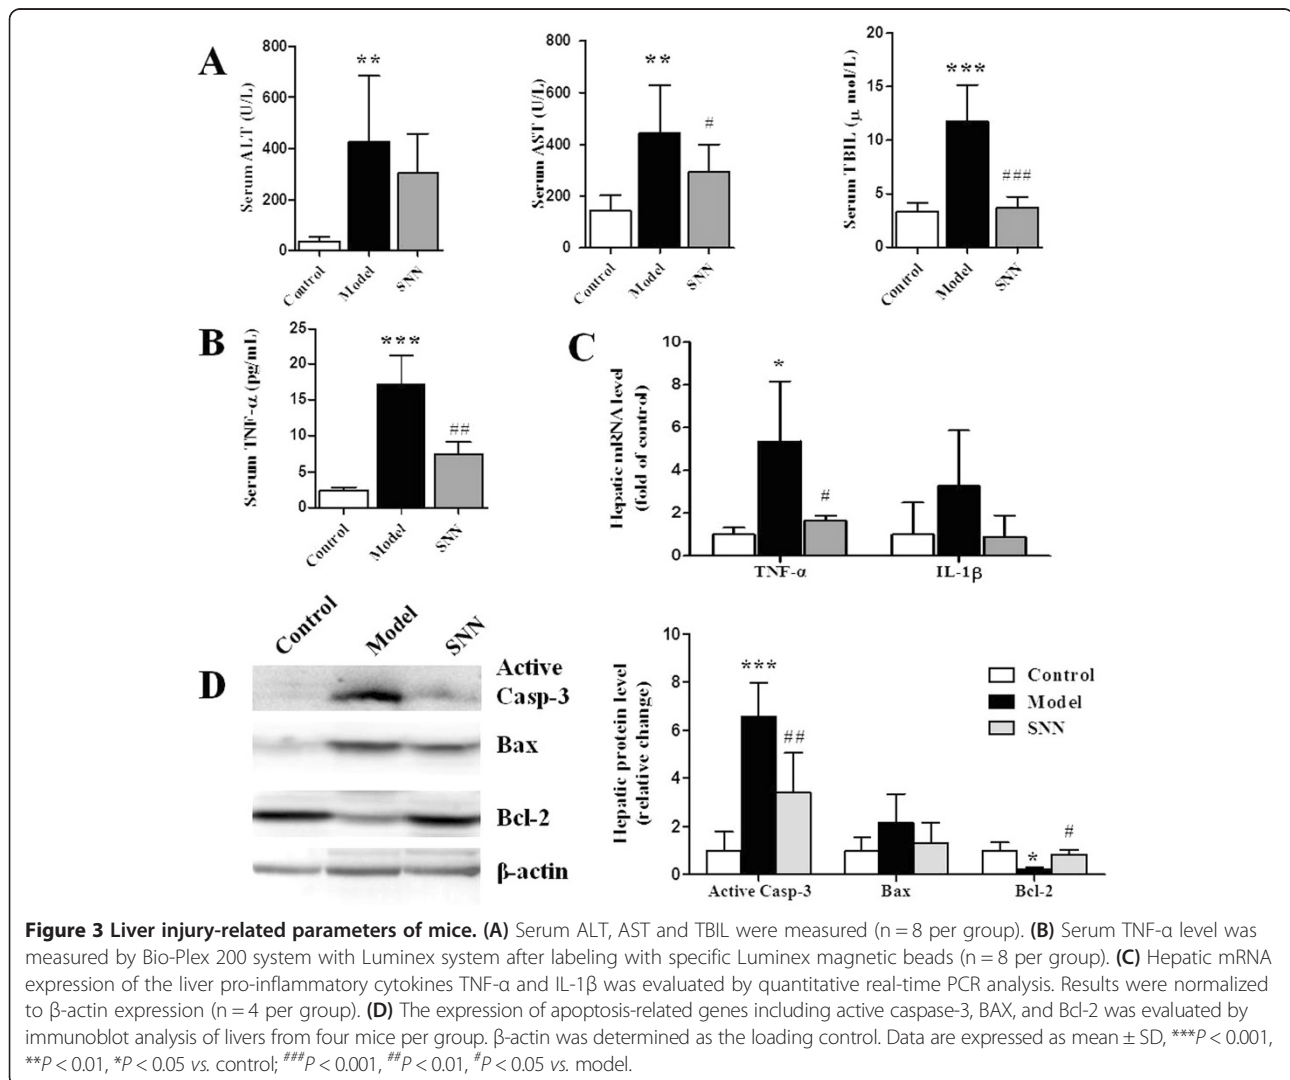 A
Serum ALT (U/L)
800
600
400
200
0
**
Control
Model
SNN
Serum AST (U/L)
800
600
400
200
0
**
#
Control
Model
SNN
Serum TBIL (μ mol/L)
20
15
10
5
0
***
###
Control
Model
SNN
B
Serum TNF-α (pg/mL)
25
20
15
10
5
0
***
##
Control
Model
SNN
C
Hepatic mRNA level
(fold of control)
10
8
6
4
2
0
*
#
TNF-α
IL-1β
D
Control
Model
SNN
Active
Casp-3
Bax
Bcl-2
β-actin
Hepatic protein level
(relative change)
10
8
6
4
2
0
***
##
*
#
Active Casp-3
Bax
Bcl-2
Control
Model
SNN
Figure 3 Liver injury-related parameters of mice. (A) Serum ALT, AST and TBIL were measured (n = 8 per group). (B) Serum TNF-α level was
measured by Bio-Plex 200 system with Luminex system after labeling with specific Luminex magnetic beads (n = 8 per group). (C) Hepatic mRNA
expression of the liver pro-inflammatory cytokines TNF-α and IL-1β was evaluated by quantitative real-time PCR analysis. Results were normalized
to β-actin expression (n = 4 per group). (D) The expression of apoptosis-related genes including active caspase-3, BAX, and Bcl-2 was evaluated by
immunoblot analysis of livers from four mice per group. β-actin was determined as the loading control. Data are expressed as mean ± SD, ***P < 0.001,
**P < 0.01, *P < 0.05 vs. control; ###P < 0.001, ##P < 0.01, #P < 0.05 vs. model.